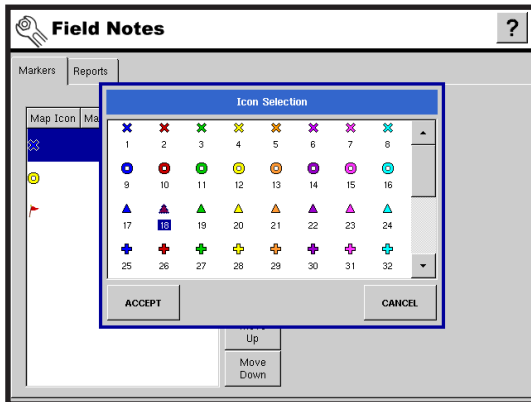 Field Notes ?
Markers Reports
Icon Selection
Map Icon Ma
1 2 3 4 5 6 7 8
9 10 11 12 13 14 15 16
17 18 19 20 21 22 23 24
25 26 27 28 29 30 31 32
ACCEPT CANCEL
Up
Move
Down